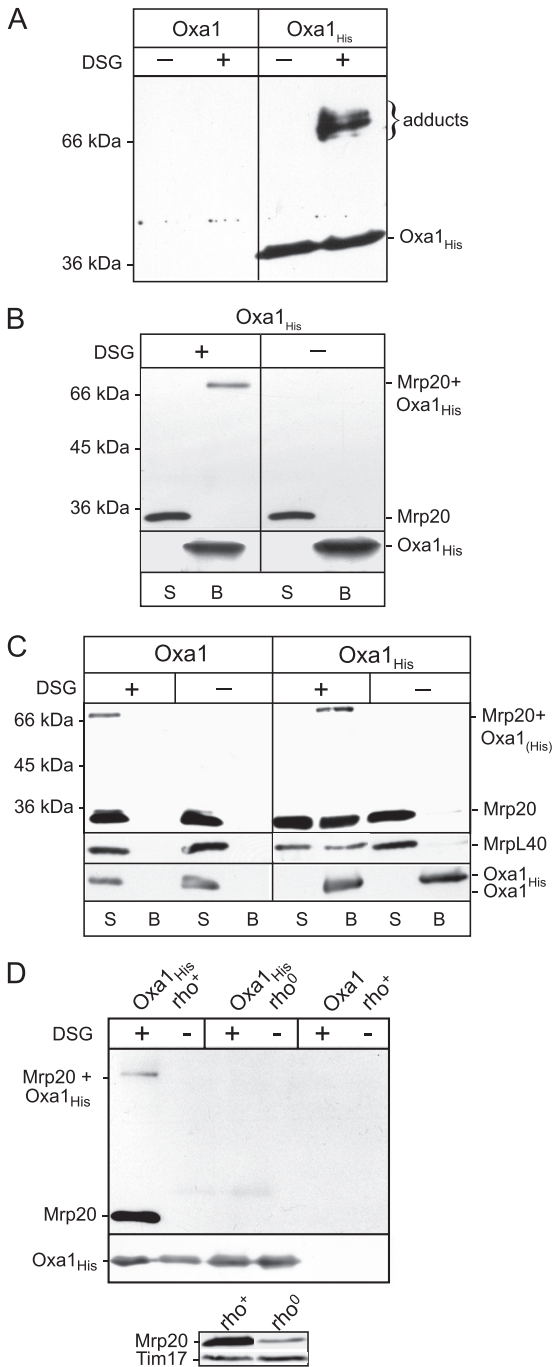 A
Oxa1 Oxa1His
DSG − + − +
66 kDa
adducts
36 kDa
Oxa1His
B
Oxa1His
DSG + −
66 kDa
Mrp20+
Oxa1His
45 kDa
36 kDa
Mrp20
Oxa1His
S B S B
C
Oxa1 Oxa1His
DSG + − + −
66 kDa
Mrp20+
Oxa1(His)
45 kDa
36 kDa
Mrp20
MrpL40
Oxa1His
Oxa1
S B S B S B S B
D
Oxa1His rho+ Oxa1His rho0 Oxa1 rho+
DSG + - + - + -
Mrp20 +
Oxa1His
Mrp20
Oxa1His
rho+ rho0
Mrp20
Tim17